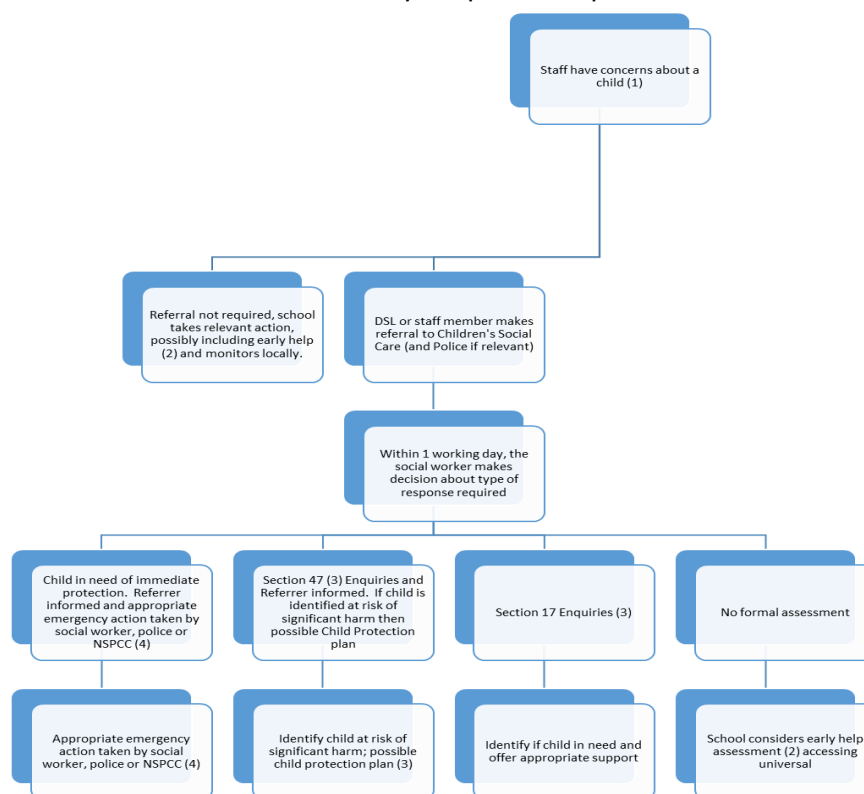 Staff have concerns about a
child (1)
Referral not required, school
takes relevant action,
possibly including early help
(2) and monitors locally.
DSL or staff member makes
referral to Children's Social
Care (and Police if relevant)
Within 1 working day, the
social worker makes
decision about type of
response required
Child in need of immediate
protection. Referrer
informed and appropriate
emergency action taken by
social worker, police or
NSPCC (4)
Section 47 (3) Enquiries and
Referrer informed. If child is
identified at risk of
significant harm then
possible Child Protection
plan
Section 17 Enquiries (3)
No formal assessment
Appropriate emergency
action taken by social
worker, police or NSPCC (4)
Identify child at risk of
significant harm; possible
child protection plan (3)
Identify if child in need and
offer appropriate support
School considers early help
assessment (2) accessing
universal